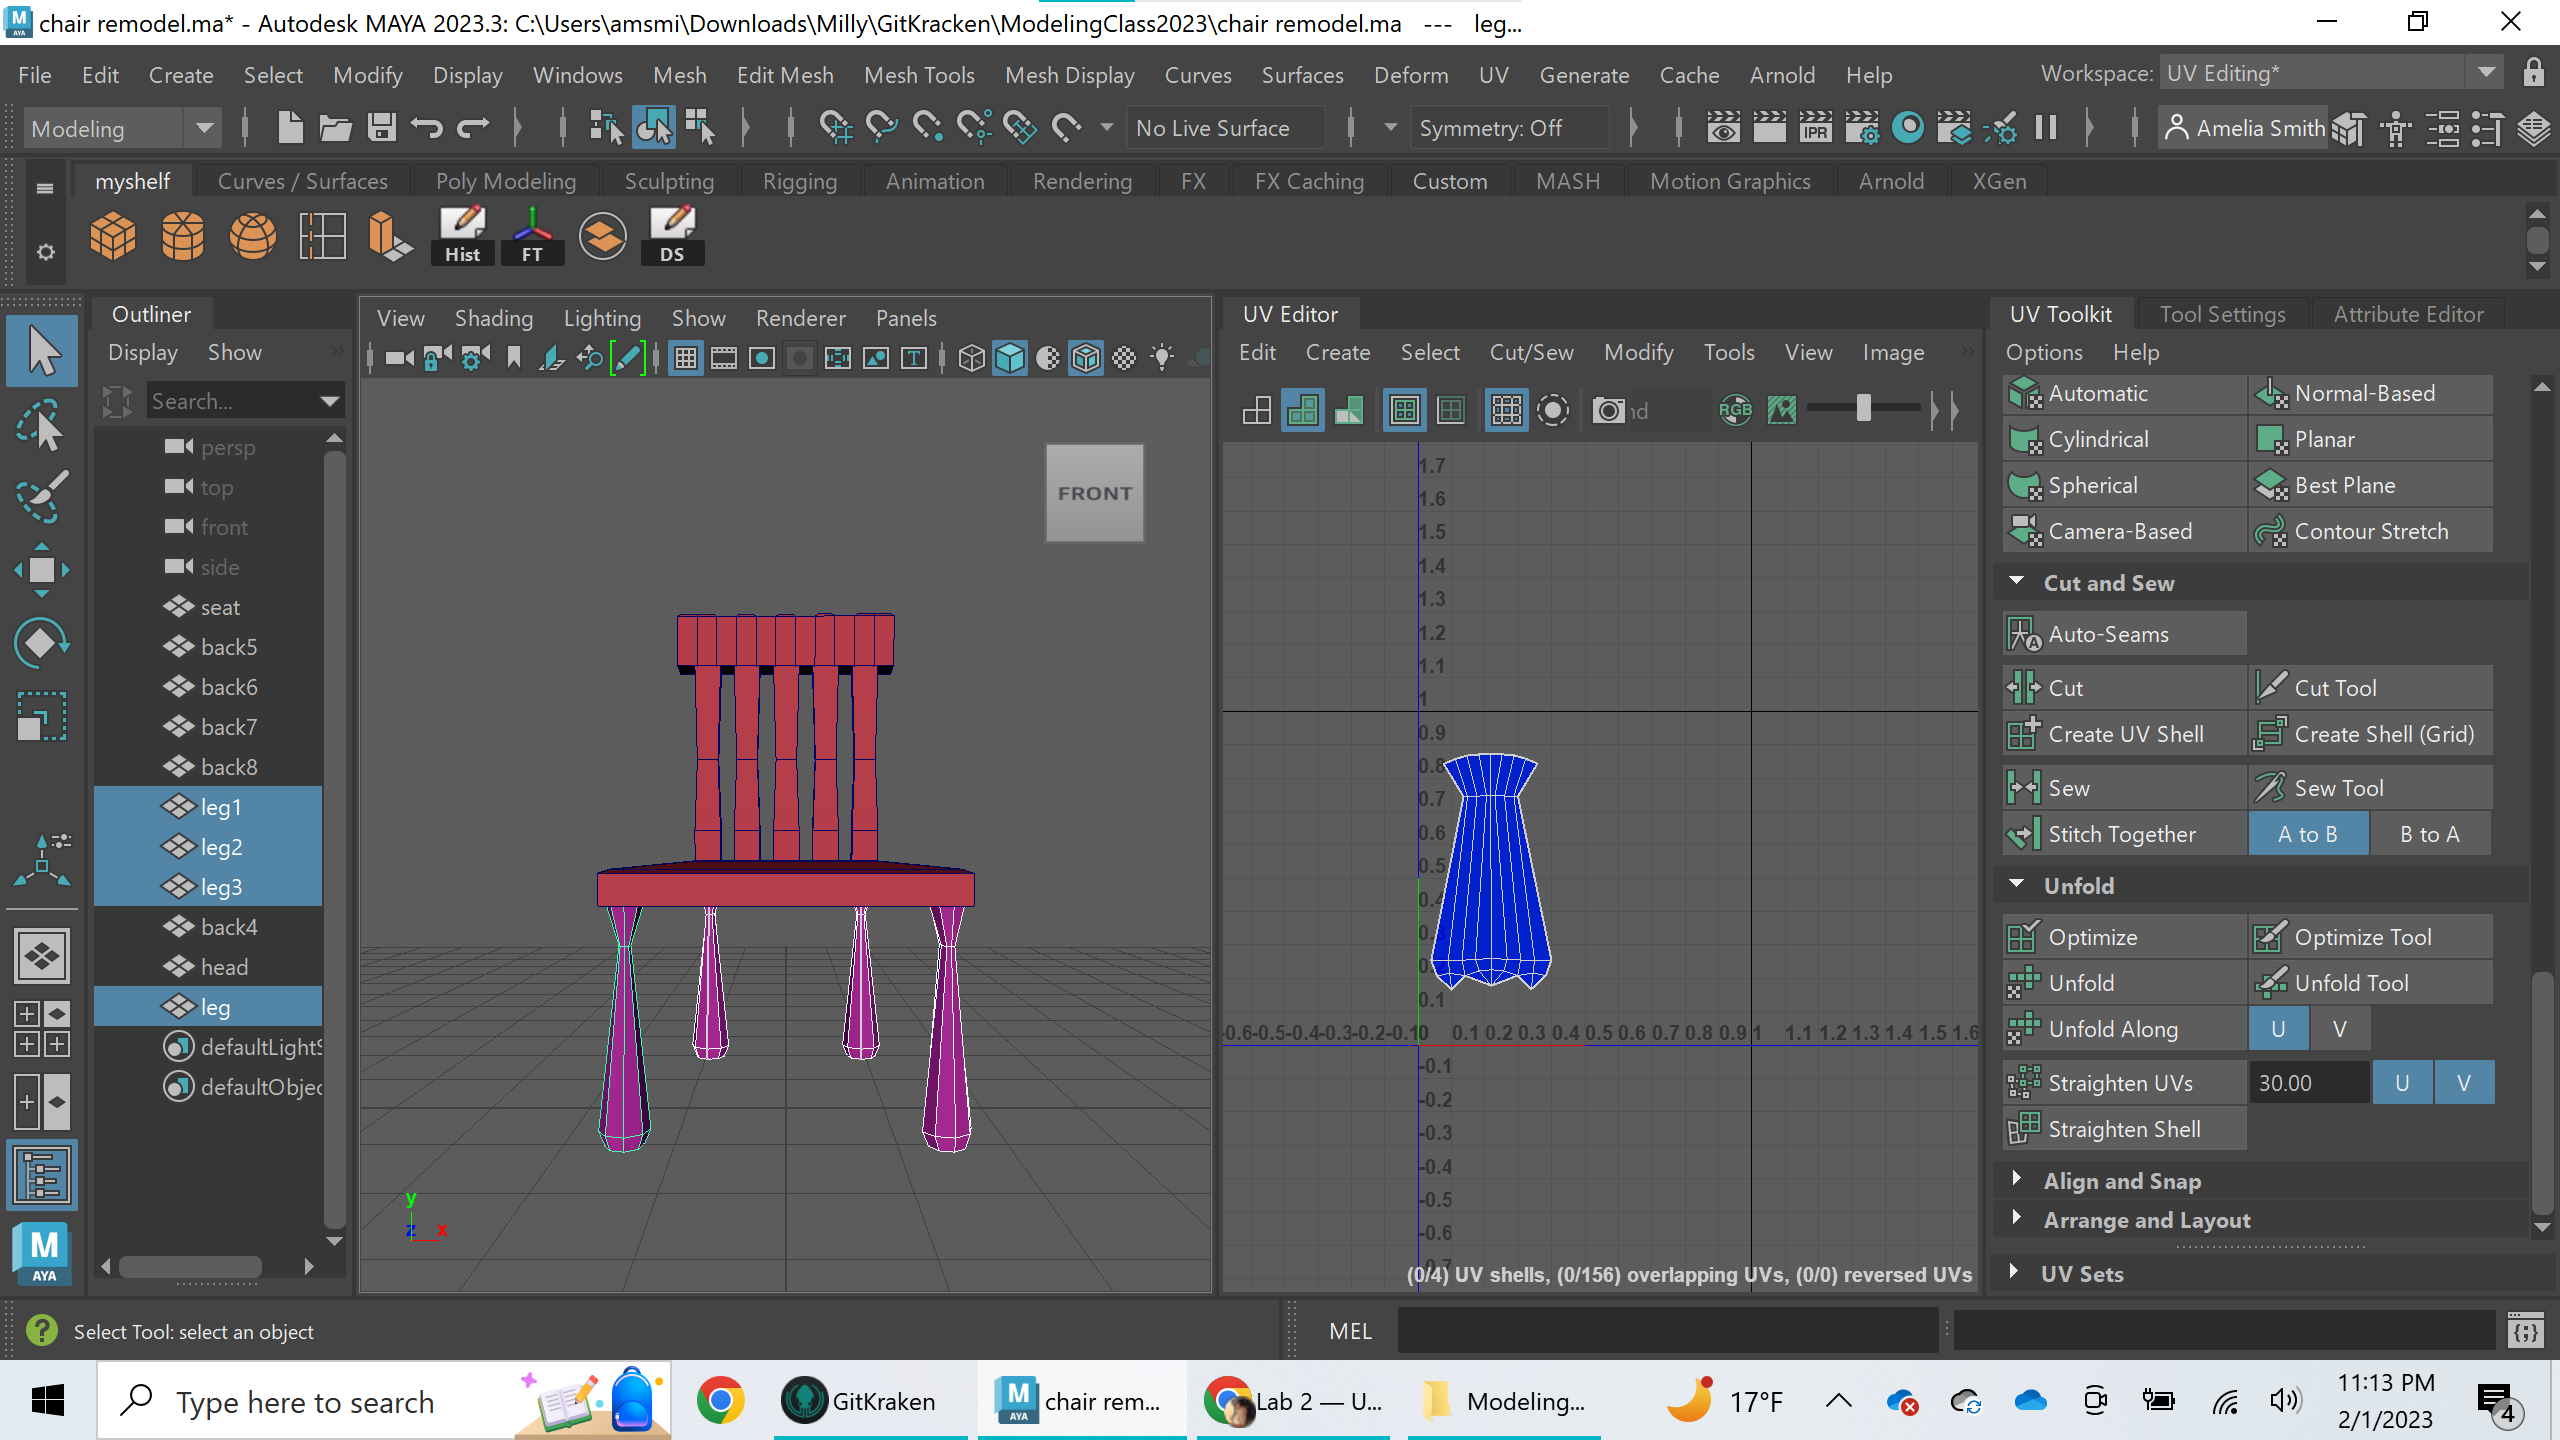 chair remodel.ma* - Autodesk MAYA 2023.3: C:\Users\amsmi\Downloads\Milly\GitKracken\ModelingClass2023\chair remodel.ma --- leg...
File Edit Create Select Modify Display Windows Mesh Edit Mesh Mesh Tools Mesh Display Curves Surfaces Deform UV Generate Cache Arnold Help Workspace: UV Editing*
Modeling No Live Surface Symmetry: Off IPR Amelia Smith
myshelf Curves / Surfaces Poly Modeling Sculpting Rigging Animation Rendering FX FX Caching Custom MASH Motion Graphics Arnold XGen
Hist FT DS
Outliner
Display Show
Search...
persp
top
front
side
seat
back5
back6
back7
back8
leg1
leg2
leg3
back4
head
leg
defaultLightS
defaultObjec
M
AYA
View Shading Lighting Show Renderer Panels
FRONT
y
z x
UV Editor
Edit Create Select Cut/Sew Modify Tools View Image
RGB
1.7
1.6
1.5
1.4
1.3
1.2
1.1
1
0.9
0.8
0.7
0.6
0.5
0.1
-0.6 -0.5 -0.4 -0.3 -0.2 -0.1 0 0.1 0.2 0.3 0.4 0.5 0.6 0.7 0.8 0.9 1 1.1 1.2 1.3 1.4 1.5 1.6
-0.1
-0.2
-0.3
-0.4
-0.5
-0.6
(0/4) UV shells, (0/156) overlapping UVs, (0/0) reversed UVs
UV Toolkit Tool Settings Attribute Editor
Options Help
Automatic Normal-Based
Cylindrical Planar
Spherical Best Plane
Camera-Based Contour Stretch
Cut and Sew
Auto-Seams
Cut Cut Tool
Create UV Shell Create Shell (Grid)
Sew Sew Tool
Stitch Together A to B B to A
Unfold
Optimize Optimize Tool
Unfold Unfold Tool
Unfold Along U V
Straighten UVs 30.00 U V
Straighten Shell
Align and Snap
Arrange and Layout
UV Sets
Select Tool: select an object
MEL
Type here to search
GitKraken
chair rem...
Lab 2 — U...
Modeling...
17°F
11:13 PM
2/1/2023
4